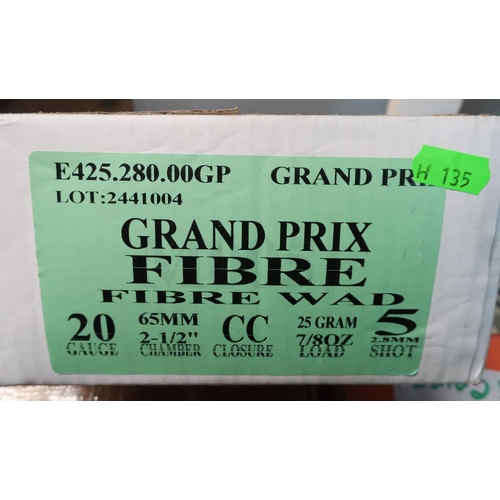 E425.280.00GP GRAND PRIX
H 135
LOT:2441004
GRAND PRIX
FIBRE
FIBRE WAD
20 65MM CC 25 GRAM 5
2-1/2" 7/8OZ 2.8MM
GAUGE CHAMBER CLOSURE LOAD SHOT